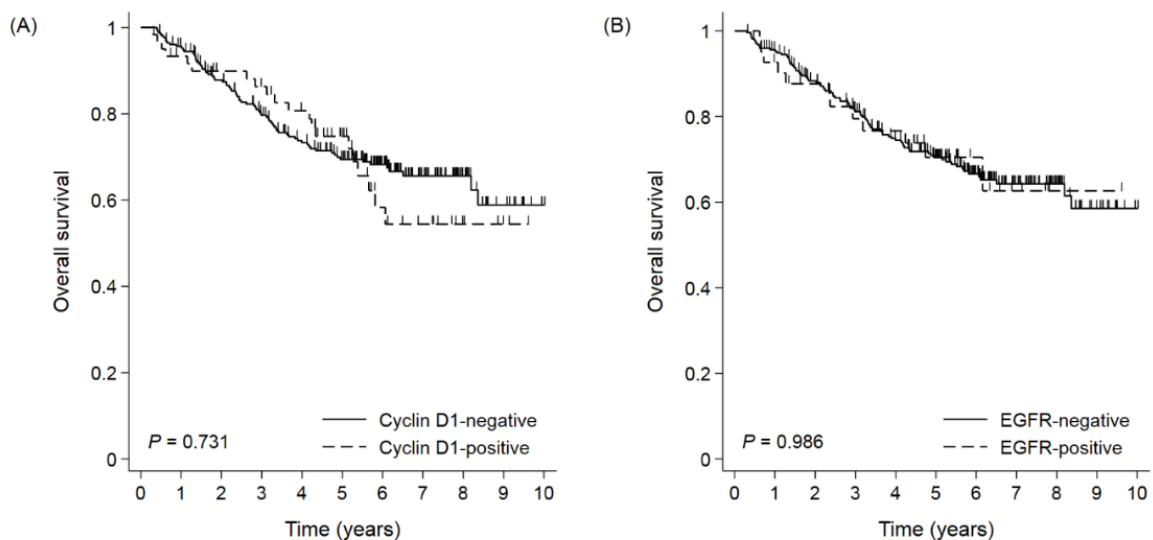 (A)
Overall survival
1
0.8
0.6
0.4
0.2
0
Cyclin D1-negative
Cyclin D1-positive
P = 0.731
0 1 2 3 4 5 6 7 8 9 10
Time (years)
(B)
Overall survival
1
0.8
0.6
0.4
0.2
0
EGFR-negative
EGFR-positive
P = 0.986
0 1 2 3 4 5 6 7 8 9 10
Time (years)